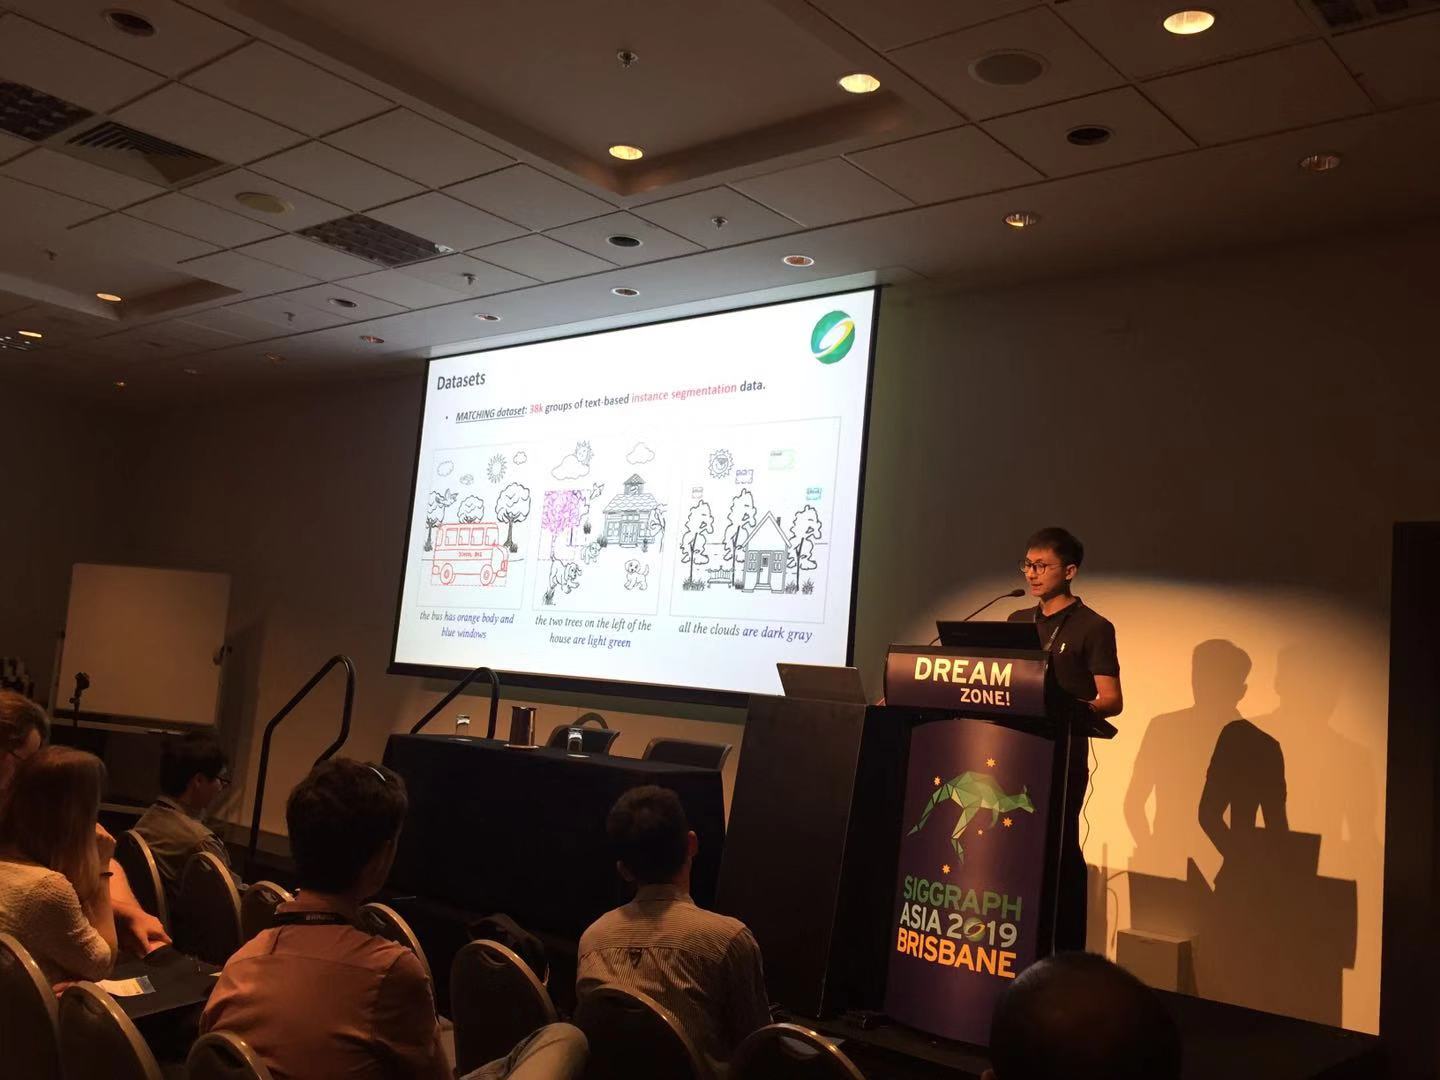 Datasets
• MATCHING dataset: 38k groups of text-based instance segmentation data.
SCHOOL BUS
the bus has orange body and
blue windows
the two trees on the left of the
house are light green
all the clouds are dark gray
DREAM
ZONE!
SIGGRAPH
ASIA 2019
BRISBANE